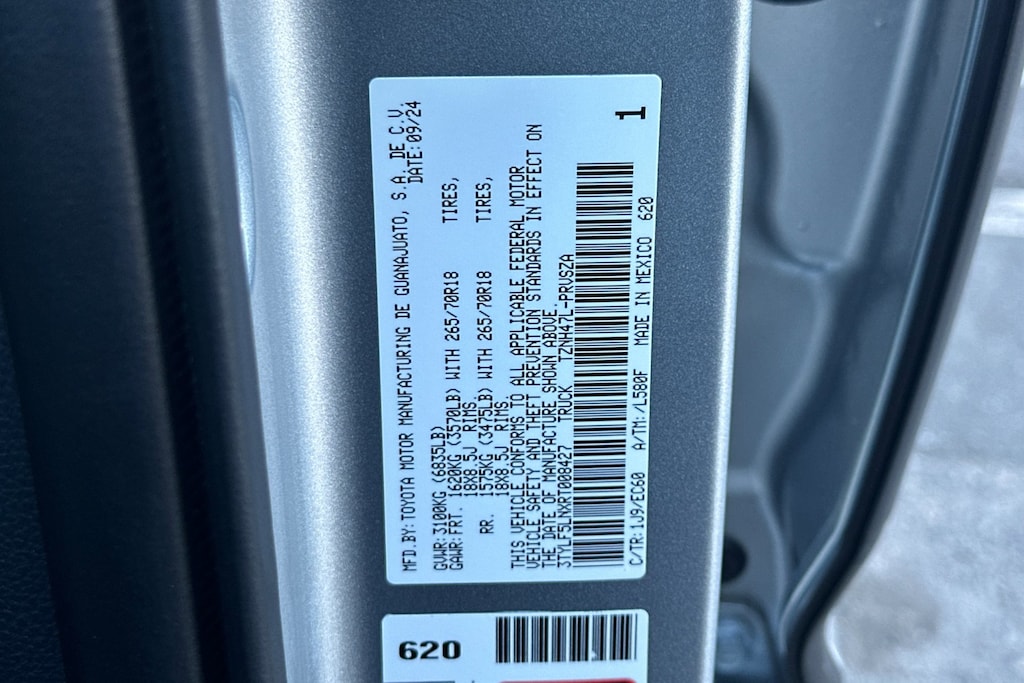 MFD.BY:TOYOTA MOTOR MANUFACTURING DE GUANAJUATO, S.A. DE C.V.
DATE:09/24
GVWR:3100KG (6835LB)
GAWR:FRT. 1620KG (3570LB) WITH 265/70R18 TIRES,
18X8.5J RIMS,
RR. 1575KG (3475LB) WITH 265/70R18 TIRES,
18X8.5J RIMS.
THIS VEHICLE CONFORMS TO ALL APPLICABLE FEDERAL MOTOR
VEHICLE SAFETY AND THEFT PREVENTION STANDARDS IN EFFECT ON
THE DATE OF MANUFACTURE SHOWN ABOVE.
3TYLF5LNXRT008427 TRUCK TZNH47L-PRVSZA
C/TR:1J9/EC60 A/TM:/L580F MADE IN MEXICO 620
1
620